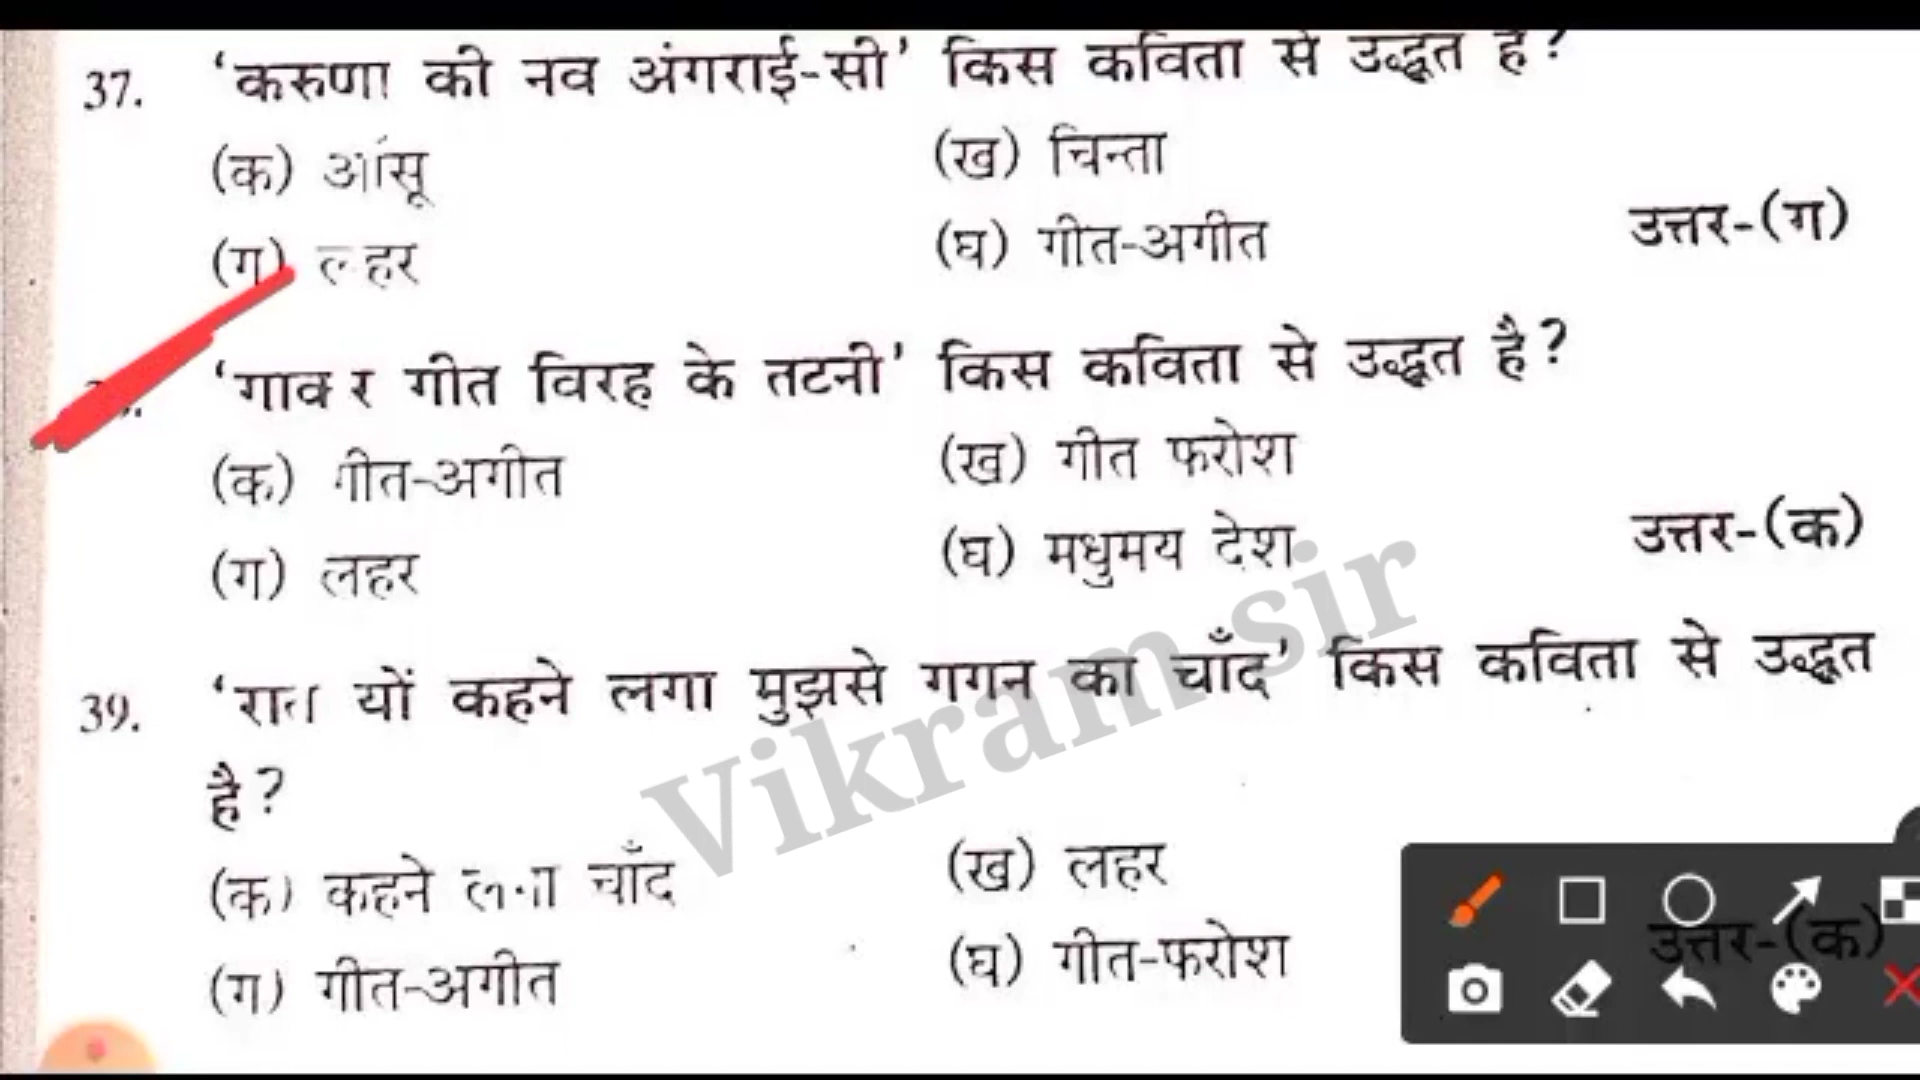 37. 'करुणा की नव अंगराई-सी' किस कविता से उद्धृत है?
(क) आंसू (ख) चिन्ता
(ग) लहर (घ) गीत-अगीत उत्तर-(ग)
'गाकर गीत विरह के तटनी' किस कविता से उद्धृत है?
(क) गीत-अगीत (ख) गीत फरोश
(ग) लहर (घ) मधुमय देश उत्तर-(क)
39. 'रात यों कहने लगा मुझसे गगन का चाँद' किस कविता से उद्धृत
है?
(क) कहने लगा चाँद (ख) लहर
(ग) गीत-अगीत (घ) गीत-फरोश उत्तर-(क)
Vikram sir